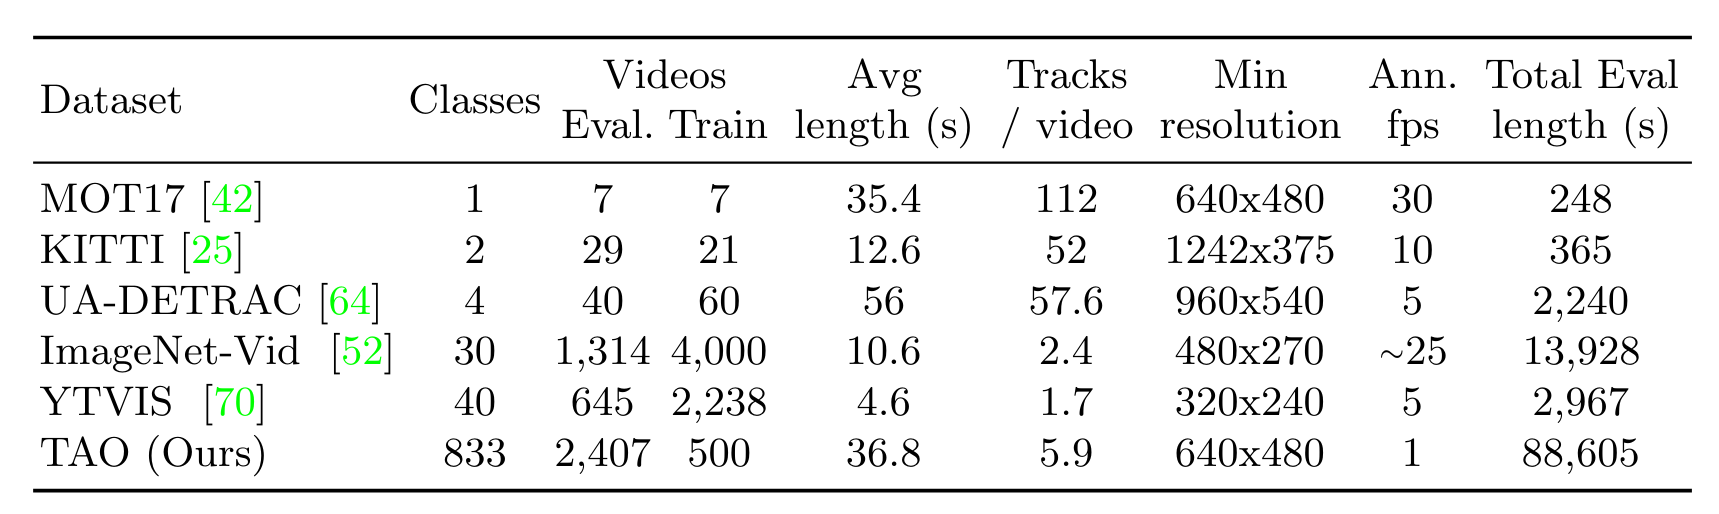 Dataset Classes Videos Avg Tracks Min Ann. Total Eval
Eval. Train length (s) / video resolution fps length (s)
MOT17 [42] 1 7 7 35.4 112 640x480 30 248
KITTI [25] 2 29 21 12.6 52 1242x375 10 365
UA-DETRAC [64] 4 40 60 56 57.6 960x540 5 2,240
ImageNet-Vid [52] 30 1,314 4,000 10.6 2.4 480x270 ~25 13,928
YTVIS [70] 40 645 2,238 4.6 1.7 320x240 5 2,967
TAO (Ours) 833 2,407 500 36.8 5.9 640x480 1 88,605